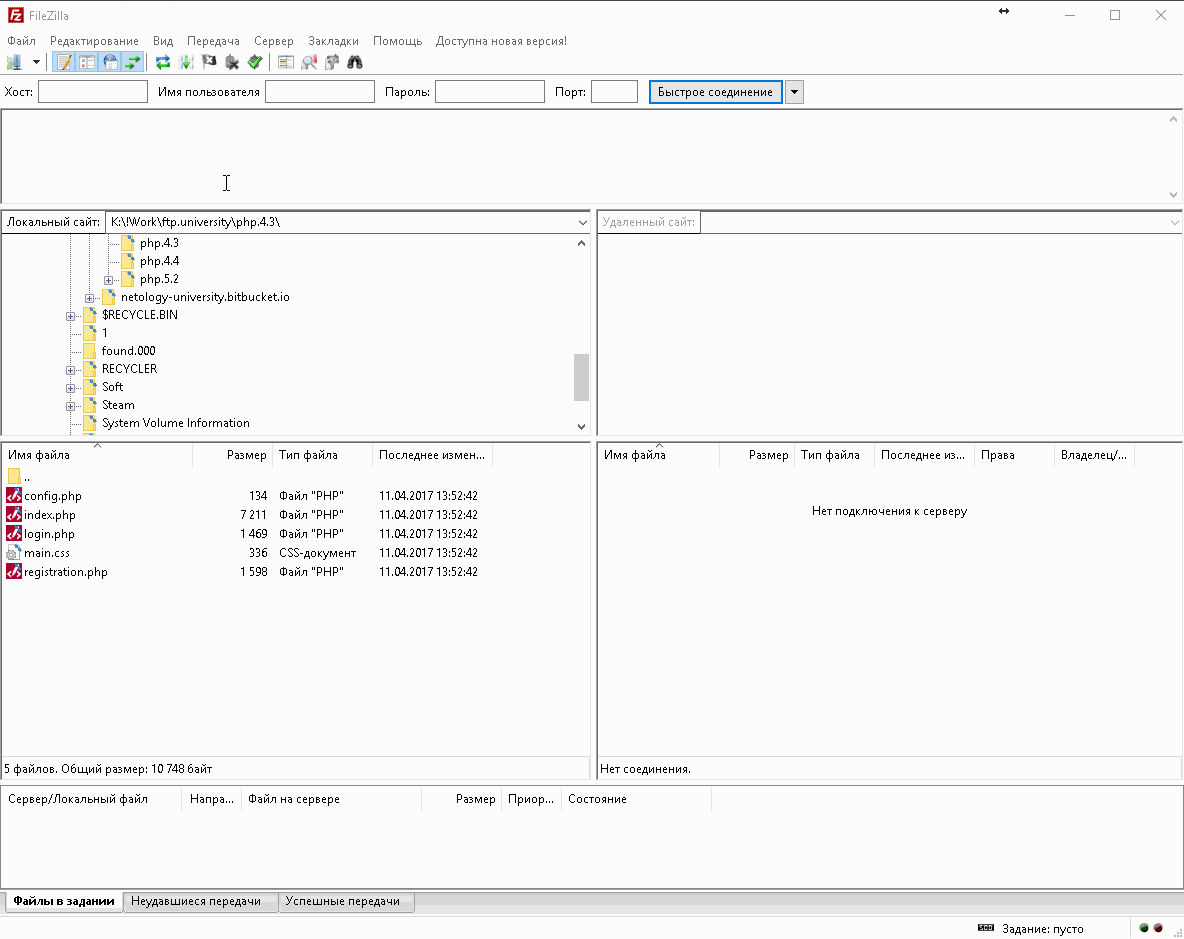 FileZilla
Файл Редактирование Вид Передача Сервер Закладки Помощь Доступна новая версия!
Хост: Имя пользователя Пароль: Порт: Быстрое соединение
Локальный сайт: K:\!Work\ftp.university\php.4.3\
Удаленный сайт:
php.4.3
php.4.4
php.5.2
netology-university.bitbucket.io
$RECYCLE.BIN
1
found.000
RECYCLER
Soft
Steam
System Volume Information
Имя файла Размер Тип файла Последнее измен...
..
config.php 134 Файл "PHP" 11.04.2017 13:52:42
index.php 7 211 Файл "PHP" 11.04.2017 13:52:42
login.php 1 469 Файл "PHP" 11.04.2017 13:52:42
main.css 336 CSS-документ 11.04.2017 13:52:42
registration.php 1 598 Файл "PHP" 11.04.2017 13:52:42
5 файлов. Общий размер: 10 748 байт
Имя файла Размер Тип файла Последнее из... Права Владелец/...
Нет подключения к серверу
Нет соединения.
Сервер/Локальный файл Напра... Файл на сервере Размер Приор... Состояние
Файлы в задании Неудавшиеся передачи Успешные передачи
Задание: пусто